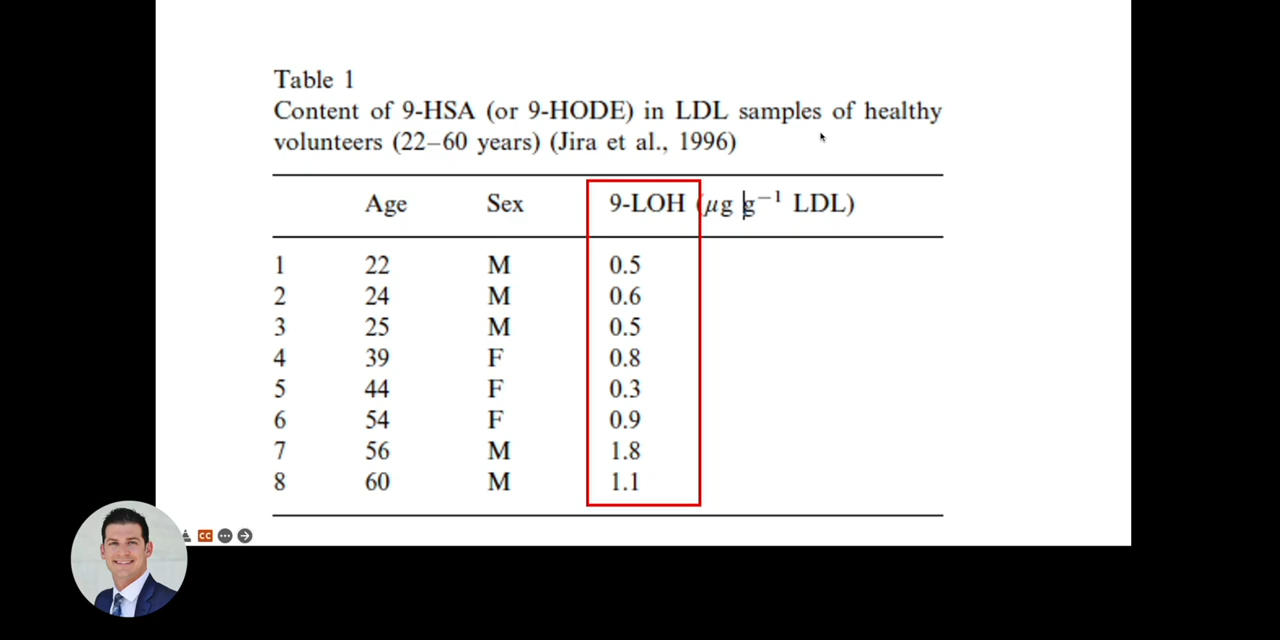 Table 1
Content of 9-HSA (or 9-HODE) in LDL samples of healthy
volunteers (22–60 years) (Jira et al., 1996)
Age Sex 9-LOH (µg g⁻¹ LDL)
1 22 M 0.5
2 24 M 0.6
3 25 M 0.5
4 39 F 0.8
5 44 F 0.3
6 54 F 0.9
7 56 M 1.8
8 60 M 1.1
CC